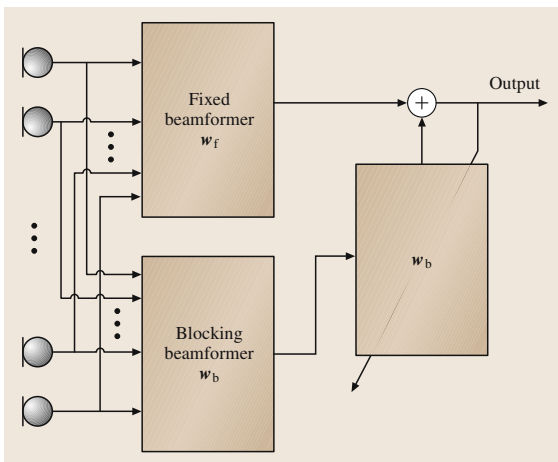 Fixed
beamformer
w_f
+
Output
Blocking
beamformer
w_b
w_b